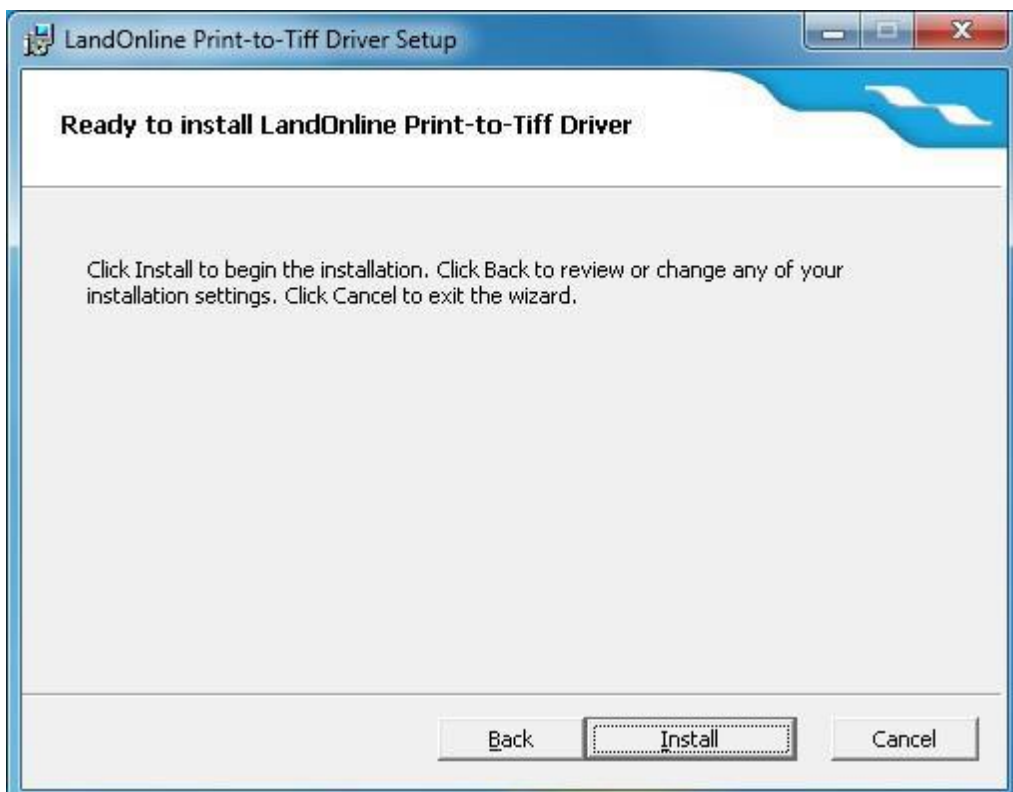 LandOnline Print-to-Tiff Driver Setup
Ready to install LandOnline Print-to-Tiff Driver
Click Install to begin the installation. Click Back to review or change any of your
installation settings. Click Cancel to exit the wizard.
Back Install Cancel